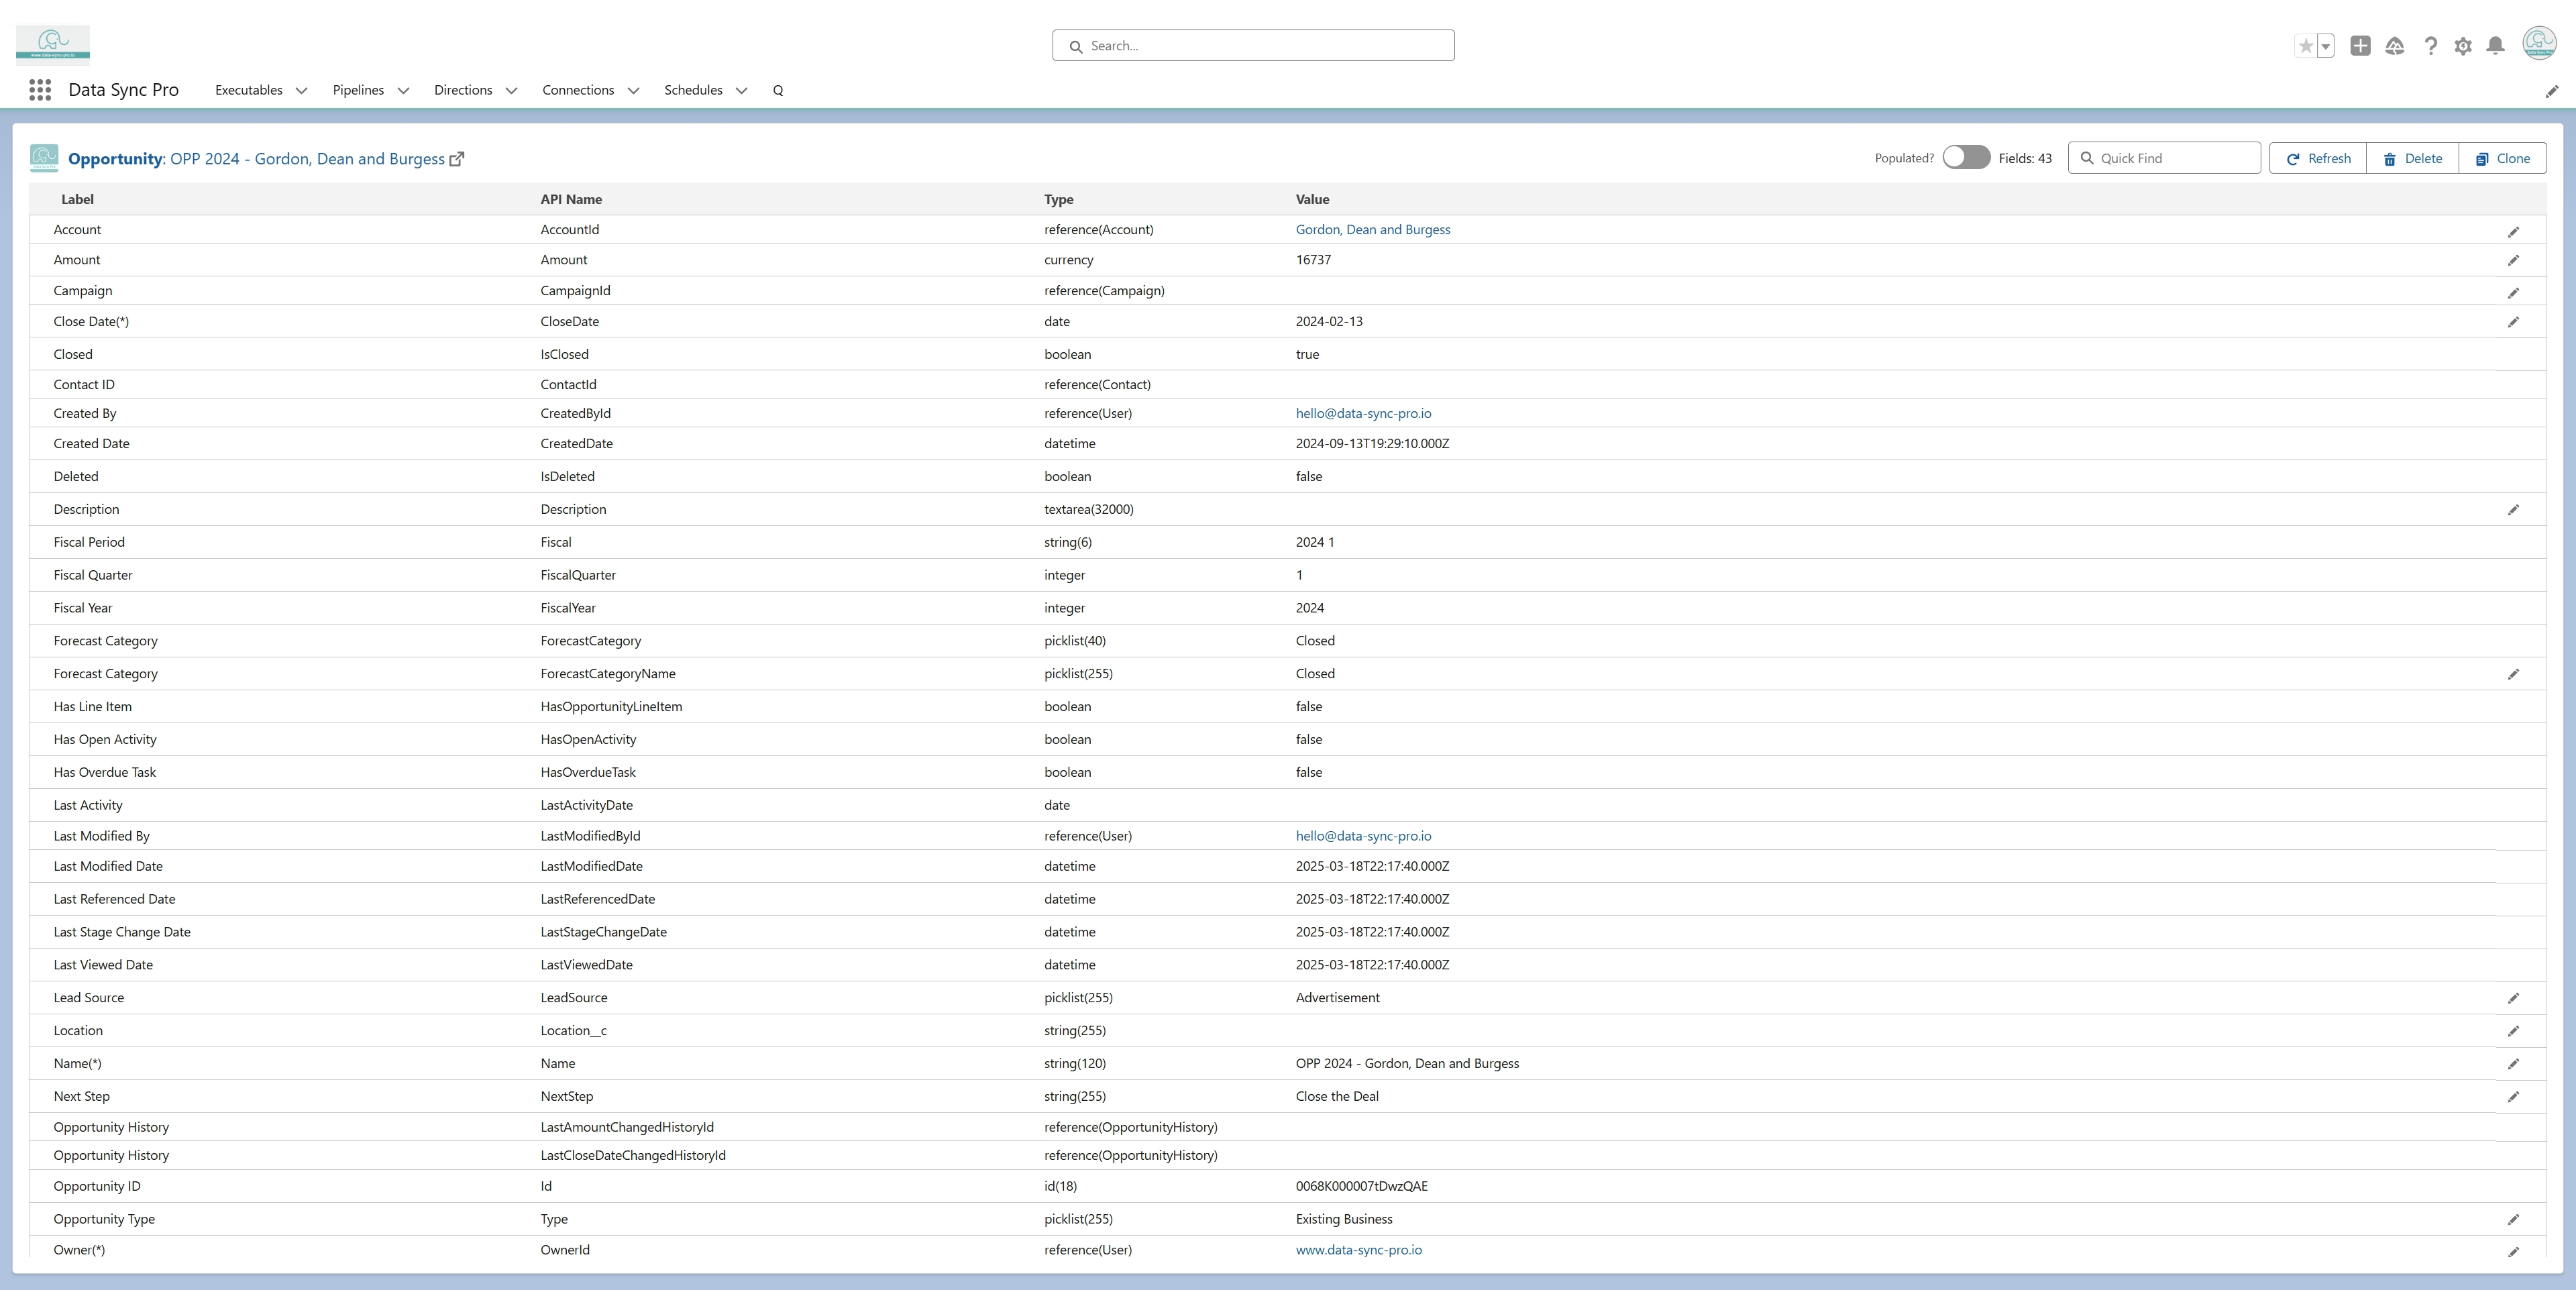 www.data-sync-pro.io
Search...
Data Sync Pro Executables Pipelines Directions Connections Schedules Q
Opportunity: OPP 2024 - Gordon, Dean and Burgess Populated? Fields: 43 Quick Find Refresh Delete Clone
Label API Name Type Value
Account AccountId reference(Account) Gordon, Dean and Burgess
Amount Amount currency 16737
Campaign CampaignId reference(Campaign)
Close Date(*) CloseDate date 2024-02-13
Closed IsClosed boolean true
Contact ID ContactId reference(Contact)
Created By CreatedById reference(User) hello@data-sync-pro.io
Created Date CreatedDate datetime 2024-09-13T19:29:10.000Z
Deleted IsDeleted boolean false
Description Description textarea(32000)
Fiscal Period Fiscal string(6) 2024 1
Fiscal Quarter FiscalQuarter integer 1
Fiscal Year FiscalYear integer 2024
Forecast Category ForecastCategory picklist(40) Closed
Forecast Category ForecastCategoryName picklist(255) Closed
Has Line Item HasOpportunityLineItem boolean false
Has Open Activity HasOpenActivity boolean false
Has Overdue Task HasOverdueTask boolean false
Last Activity LastActivityDate date
Last Modified By LastModifiedById reference(User) hello@data-sync-pro.io
Last Modified Date LastModifiedDate datetime 2025-03-18T22:17:40.000Z
Last Referenced Date LastReferencedDate datetime 2025-03-18T22:17:40.000Z
Last Stage Change Date LastStageChangeDate datetime 2025-03-18T22:17:40.000Z
Last Viewed Date LastViewedDate datetime 2025-03-18T22:17:40.000Z
Lead Source LeadSource picklist(255) Advertisement
Location Location__c string(255)
Name(*) Name string(120) OPP 2024 - Gordon, Dean and Burgess
Next Step NextStep string(255) Close the Deal
Opportunity History LastAmountChangedHistoryId reference(OpportunityHistory)
Opportunity History LastCloseDateChangedHistoryId reference(OpportunityHistory)
Opportunity ID Id id(18) 0068K000007tDwzQAE
Opportunity Type Type picklist(255) Existing Business
Owner(*) OwnerId reference(User) www.data-sync-pro.io